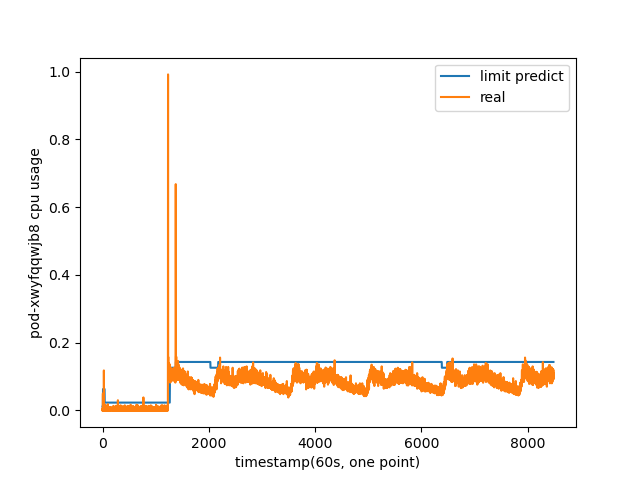 limit predict
real
1.0
0.8
0.6
0.4
0.2
0.0
pod-xwyfqqwjb8 cpu usage
0 2000 4000 6000 8000
timestamp(60s, one point)